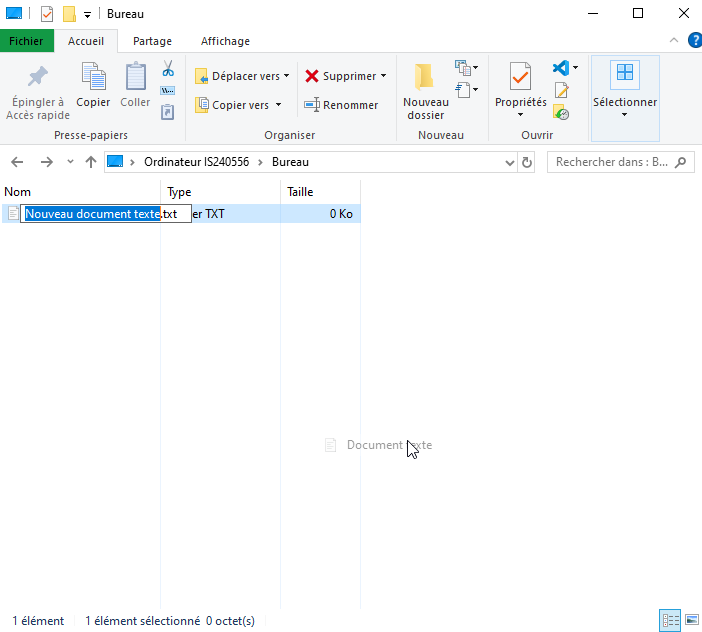 Bureau
Fichier Accueil Partage Affichage ?
Épingler à Accès rapide
Copier
Coller
Déplacer vers
Copier vers
Supprimer
Renommer
Nouveau dossier
Propriétés
Sélectionner
Presse-papiers Organiser Nouveau Ouvrir
Ordinateur IS240556 > Bureau
Rechercher dans : B...
Nom Type Taille
Nouveau document texte.txt er TXT 0 Ko
Document texte
1 élément 1 élément sélectionné 0 octet(s)